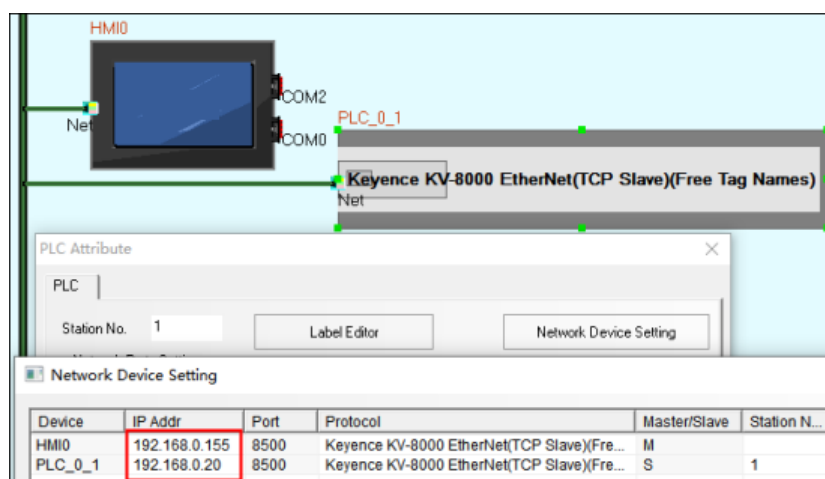 HMI0
COM2
Net
PLC_0_1
COM0
Keyence KV-8000 EtherNet(TCP Slave)(Free Tag Names)
Net
PLC Attribute
PLC
Station No. 1 Label Editor Network Device Setting
Network Device Setting
Device IP Addr Port Protocol Master/Slave Station N...
HMI0 192.168.0.155 8500 Keyence KV-8000 EtherNet(TCP Slave)(Fre... M
PLC_0_1 192.168.0.20 8500 Keyence KV-8000 EtherNet(TCP Slave)(Fre... S 1